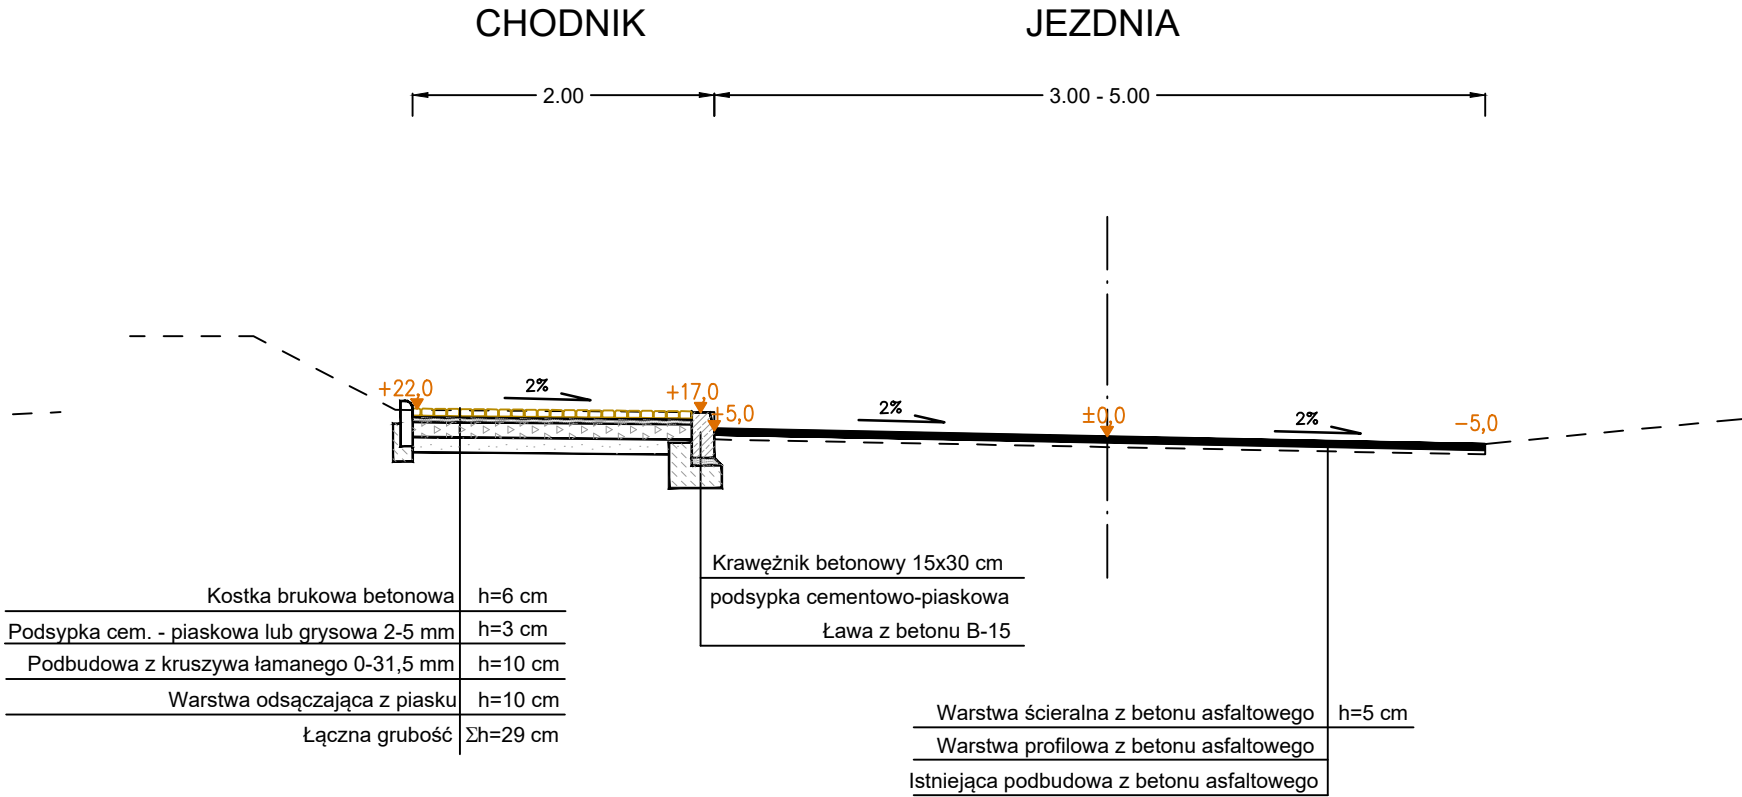 CHODNIK
JEZDNIA
2.00
3.00 - 5.00
+22,0
2%
+17,0
+5,0
2%
±0,0
2%
−5,0
Krawężnik betonowy 15x30 cm
podsypka cementowo-piaskowa
Ława z betonu B-15
Kostka brukowa betonowa h=6 cm
Podsypka cem. - piaskowa lub grysowa 2-5 mm h=3 cm
Podbudowa z kruszywa łamanego 0-31,5 mm h=10 cm
Warstwa odsączająca z piasku h=10 cm
Łączna grubość Σh=29 cm
Warstwa ścieralna z betonu asfaltowego h=5 cm
Warstwa profilowa z betonu asfaltowego
Istniejąca podbudowa z betonu asfaltowego